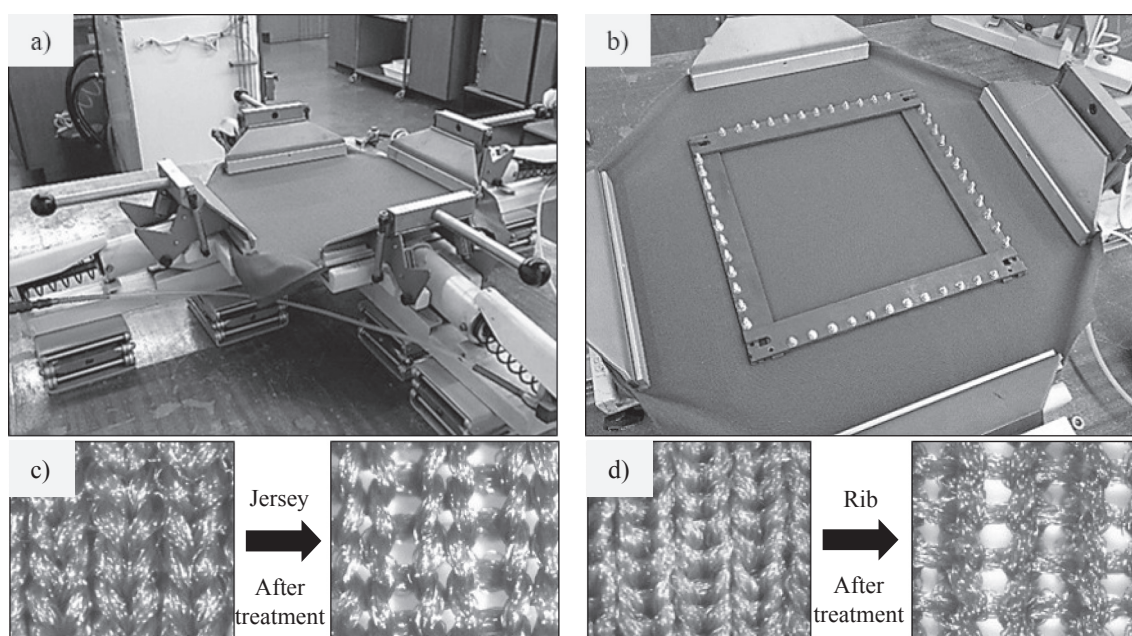 a)
b)
c)
Jersey
After
treatment
d)
Rib
After
treatment